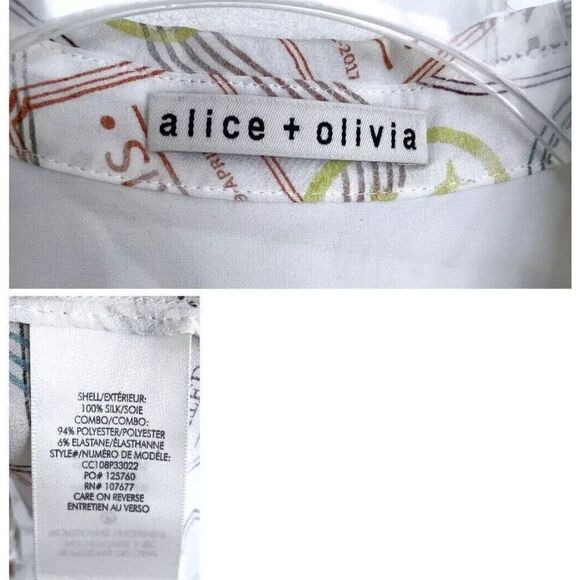 2017
alice + olivia
SHELL/EXTÉRIEUR:
100% SILK/SOIE
COMBO/COMBO:
94% POLYESTER/POLYESTER
6% ELASTANE/ÉLASTHANNE
STYLE#/NUMÉRO DE MODÈLE:
CC108P33022
PO# 125760
RN# 107677
CARE ON REVERSE
ENTRETIEN AU VERSO